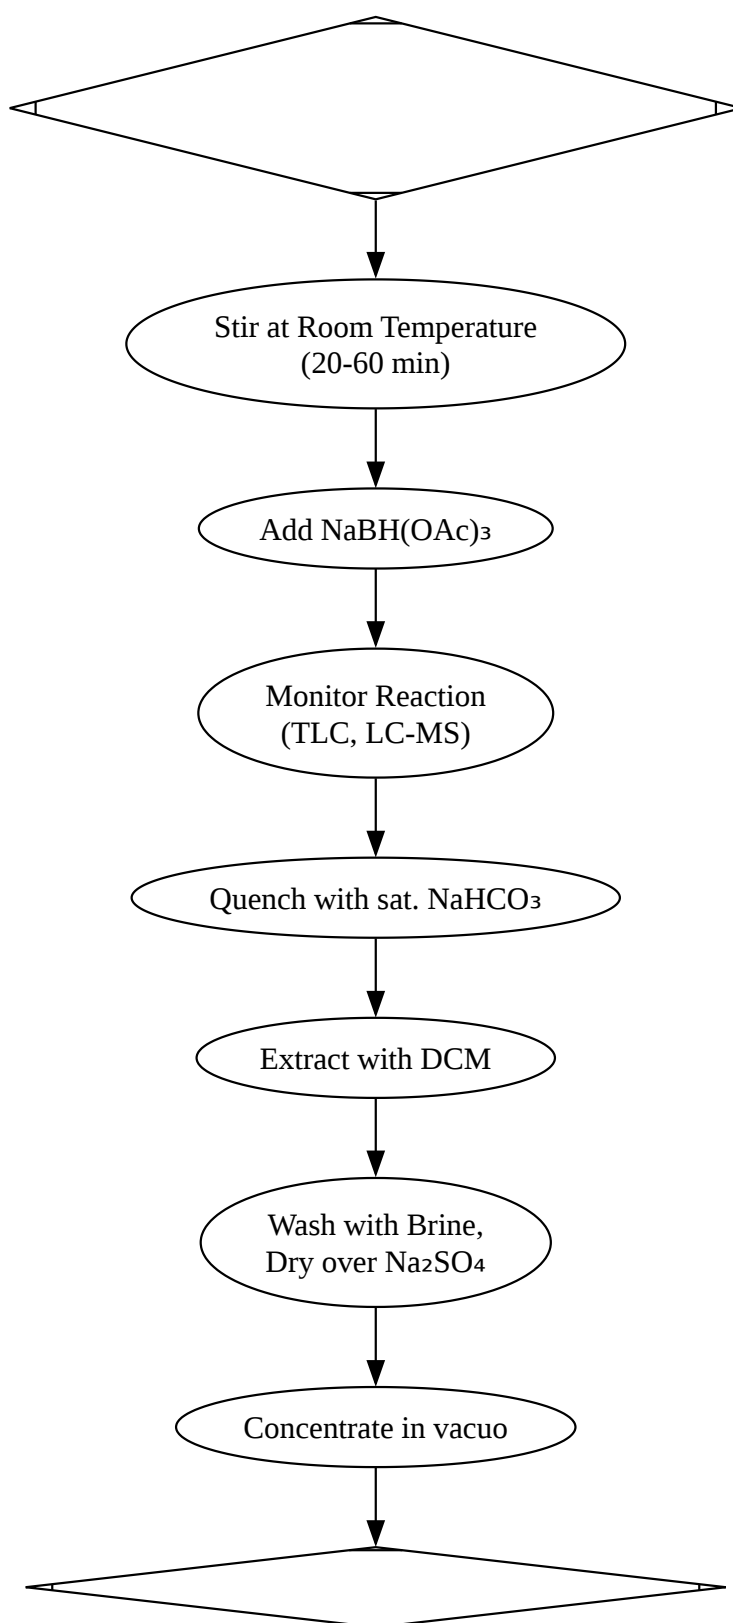 Stir at Room Temperature
(20-60 min)
Add NaBH(OAc)₃
Monitor Reaction
(TLC, LC-MS)
Quench with sat. NaHCO₃
Extract with DCM
Wash with Brine,
Dry over Na₂SO₄
Concentrate in vacuo